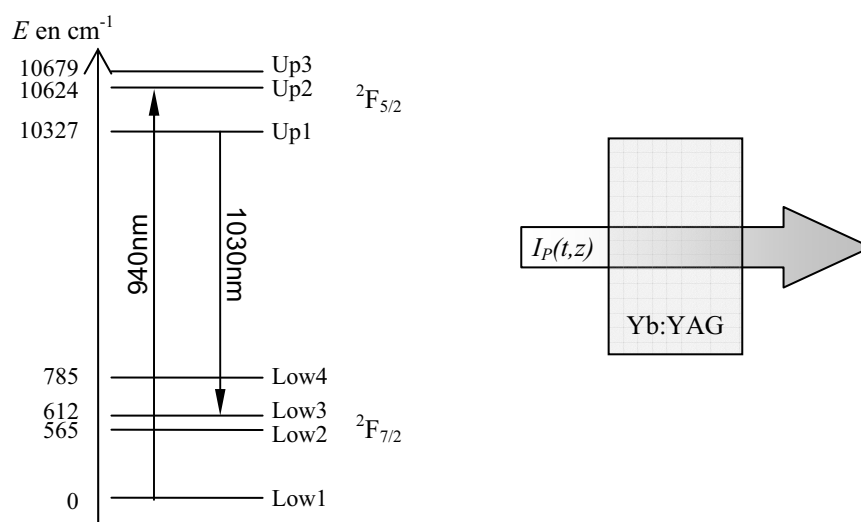 E en cm⁻¹
10679
Up3
10624
Up2
²F₅/₂
10327
Up1
940nm
1030nm
785
Low4
612
Low3
565
Low2
²F₇/₂
0
Low1
I_P(t,z)
Yb:YAG